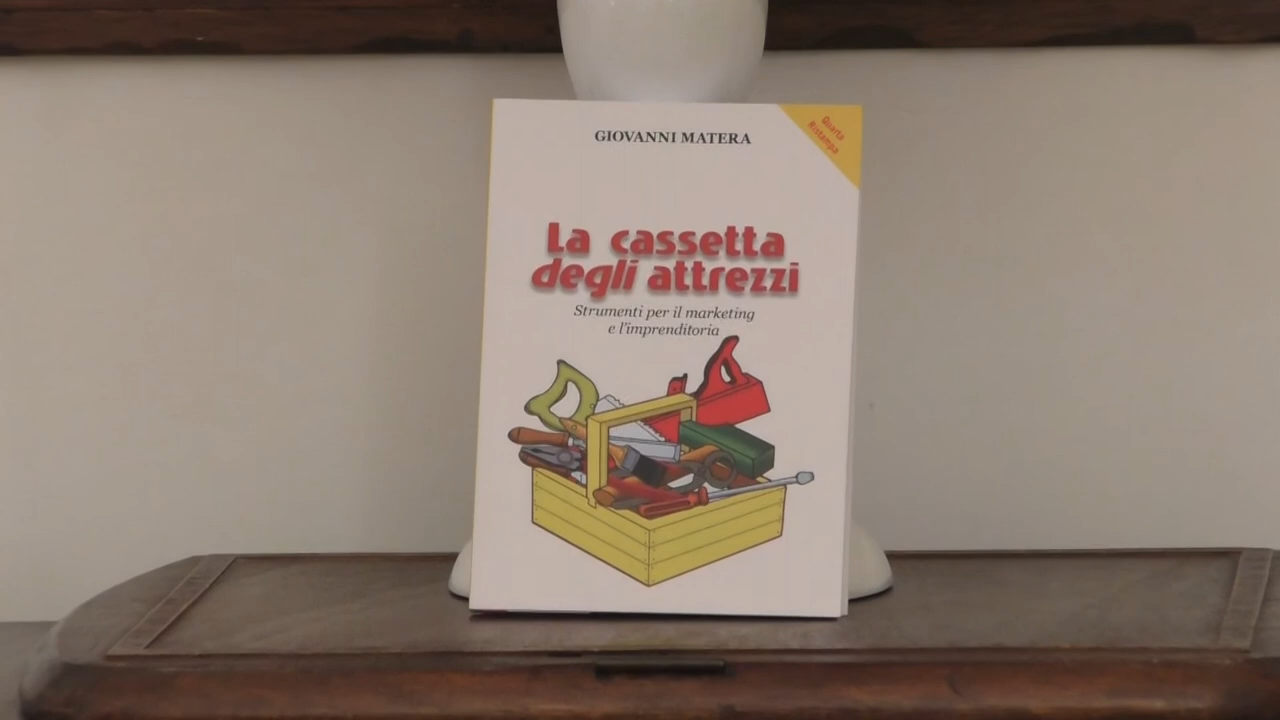 GIOVANNI MATERA
Quarta
Ristampa
La cassetta
degli attrezzi
Strumenti per il marketing
e l'imprenditoria